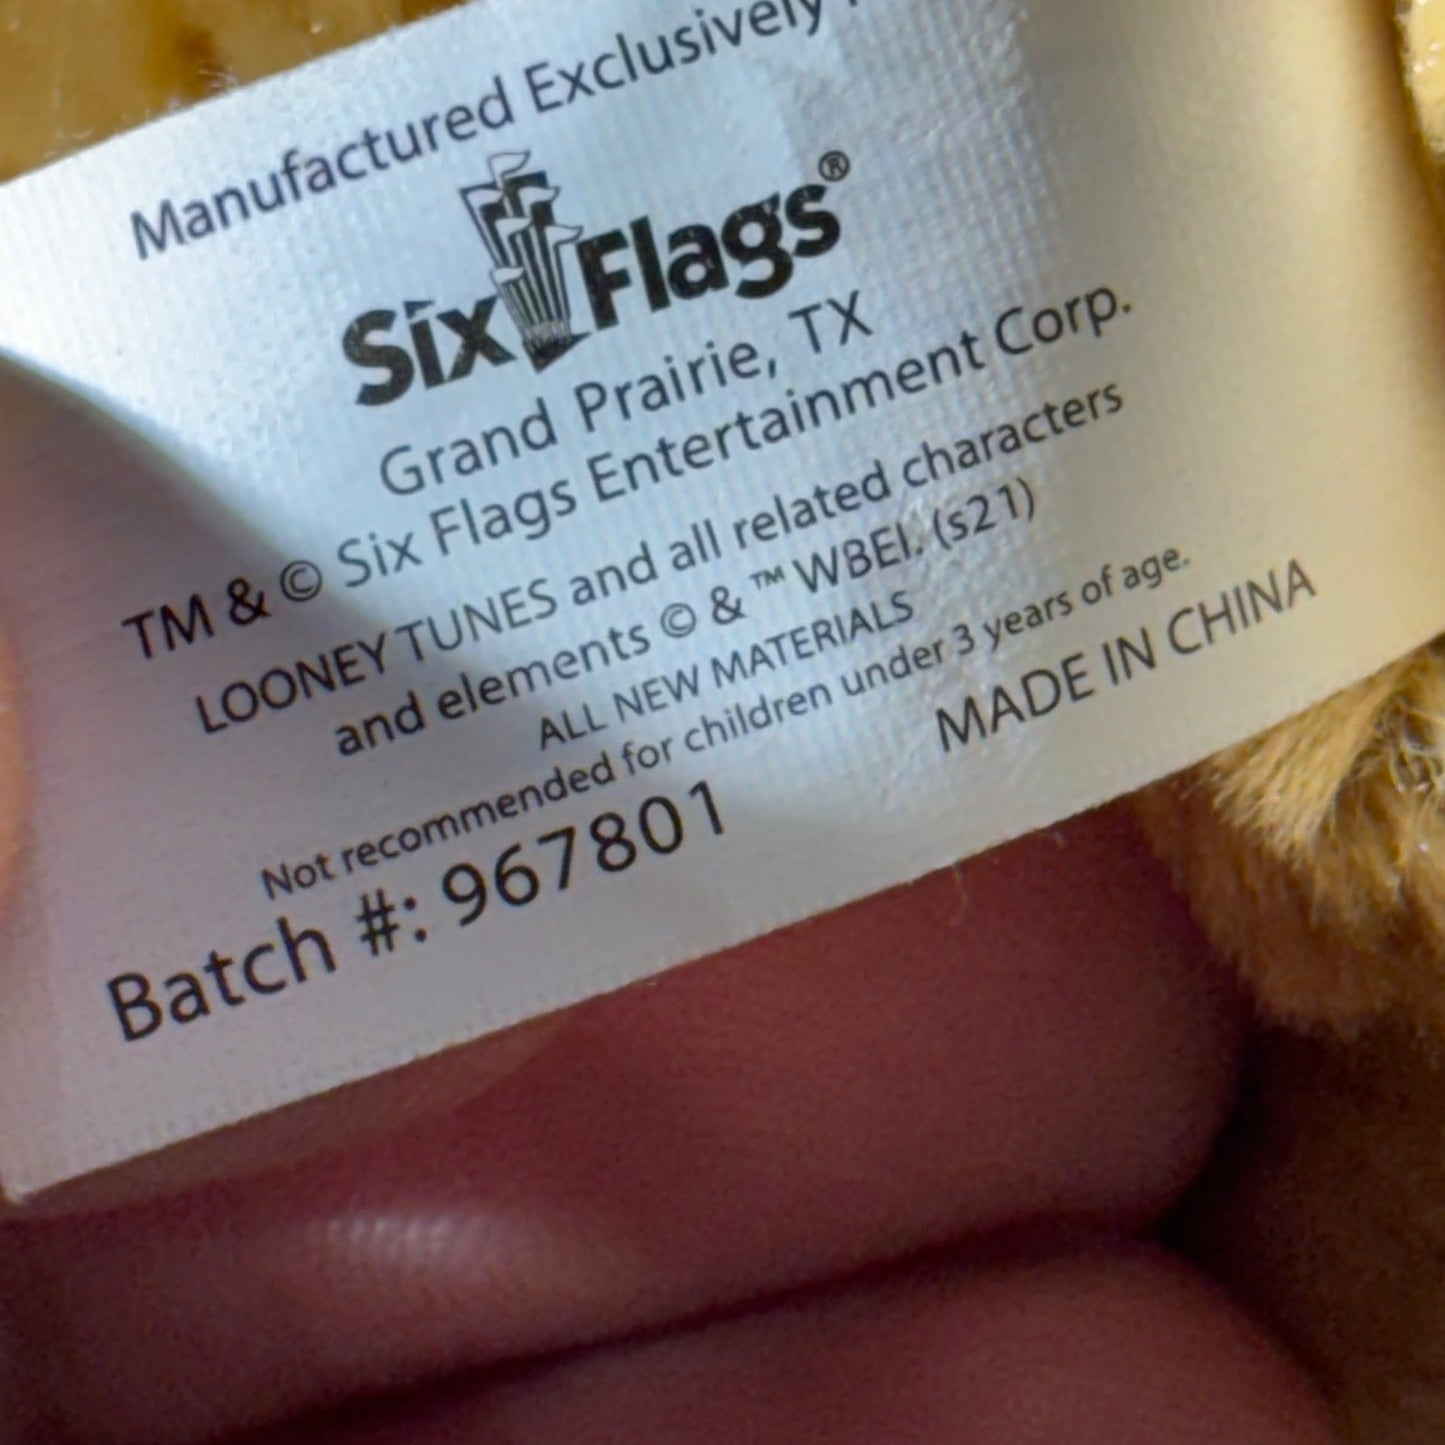 Manufactured Exclusively
Six Flags®
Grand Prairie, TX
TM & © Six Flags Entertainment Corp.
LOONEY TUNES and all related characters
and elements © & ™ WBEI. (s21)
ALL NEW MATERIALS
Not recommended for children under 3 years of age.
MADE IN CHINA
Batch #: 967801